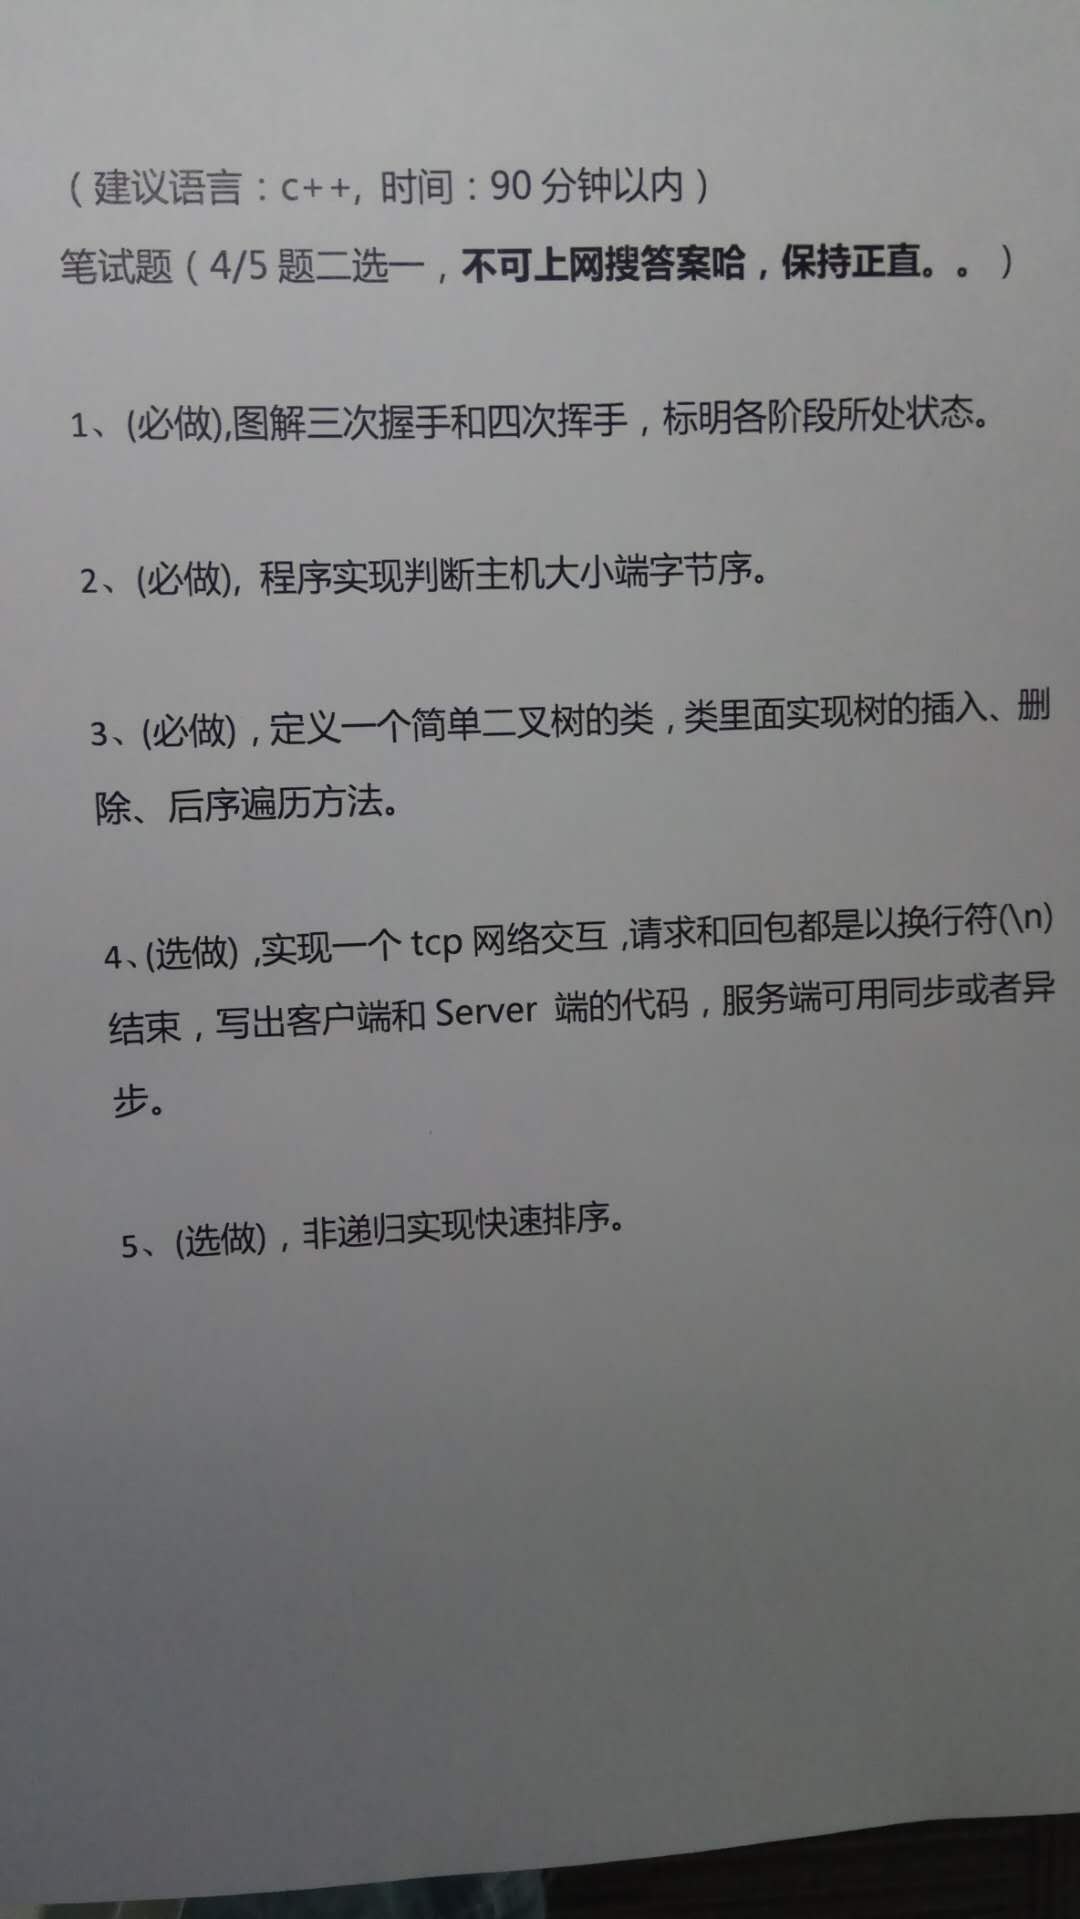 （建议语言：c++, 时间：90 分钟以内）
笔试题（4/5 题二选一，不可上网搜答案哈，保持正直。。）
1、(必做),图解三次握手和四次挥手，标明各阶段所处状态。
2、(必做), 程序实现判断主机大小端字节序。
3、(必做)，定义一个简单二叉树的类，类里面实现树的插入、删
除、后序遍历方法。
4、(选做) ,实现一个 tcp 网络交互 ,请求和回包都是以换行符(\n)
结束，写出客户端和 Server 端的代码，服务端可用同步或者异
步。
5、(选做)，非递归实现快速排序。